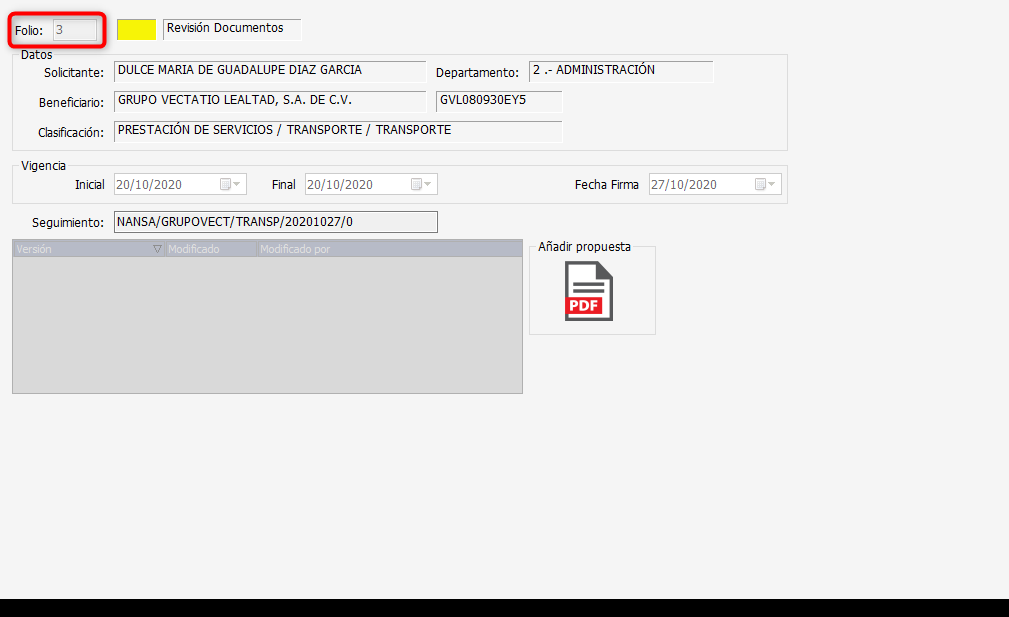 Folio: 3 Revisión Documentos
Datos
Solicitante: DULCE MARIA DE GUADALUPE DIAZ GARCIA Departamento: 2 .- ADMINISTRACIÓN
Beneficiario: GRUPO VECTATIO LEALTAD, S.A. DE C.V. GVL080930EY5
Clasificación: PRESTACIÓN DE SERVICIOS / TRANSPORTE / TRANSPORTE
Vigencia
Inicial 20/10/2020 Final 20/10/2020 Fecha Firma 27/10/2020
Seguimiento: NANSA/GRUPOVECT/TRANSP/20201027/0
Versión Modificado Modificado por
Añadir propuesta
PDF